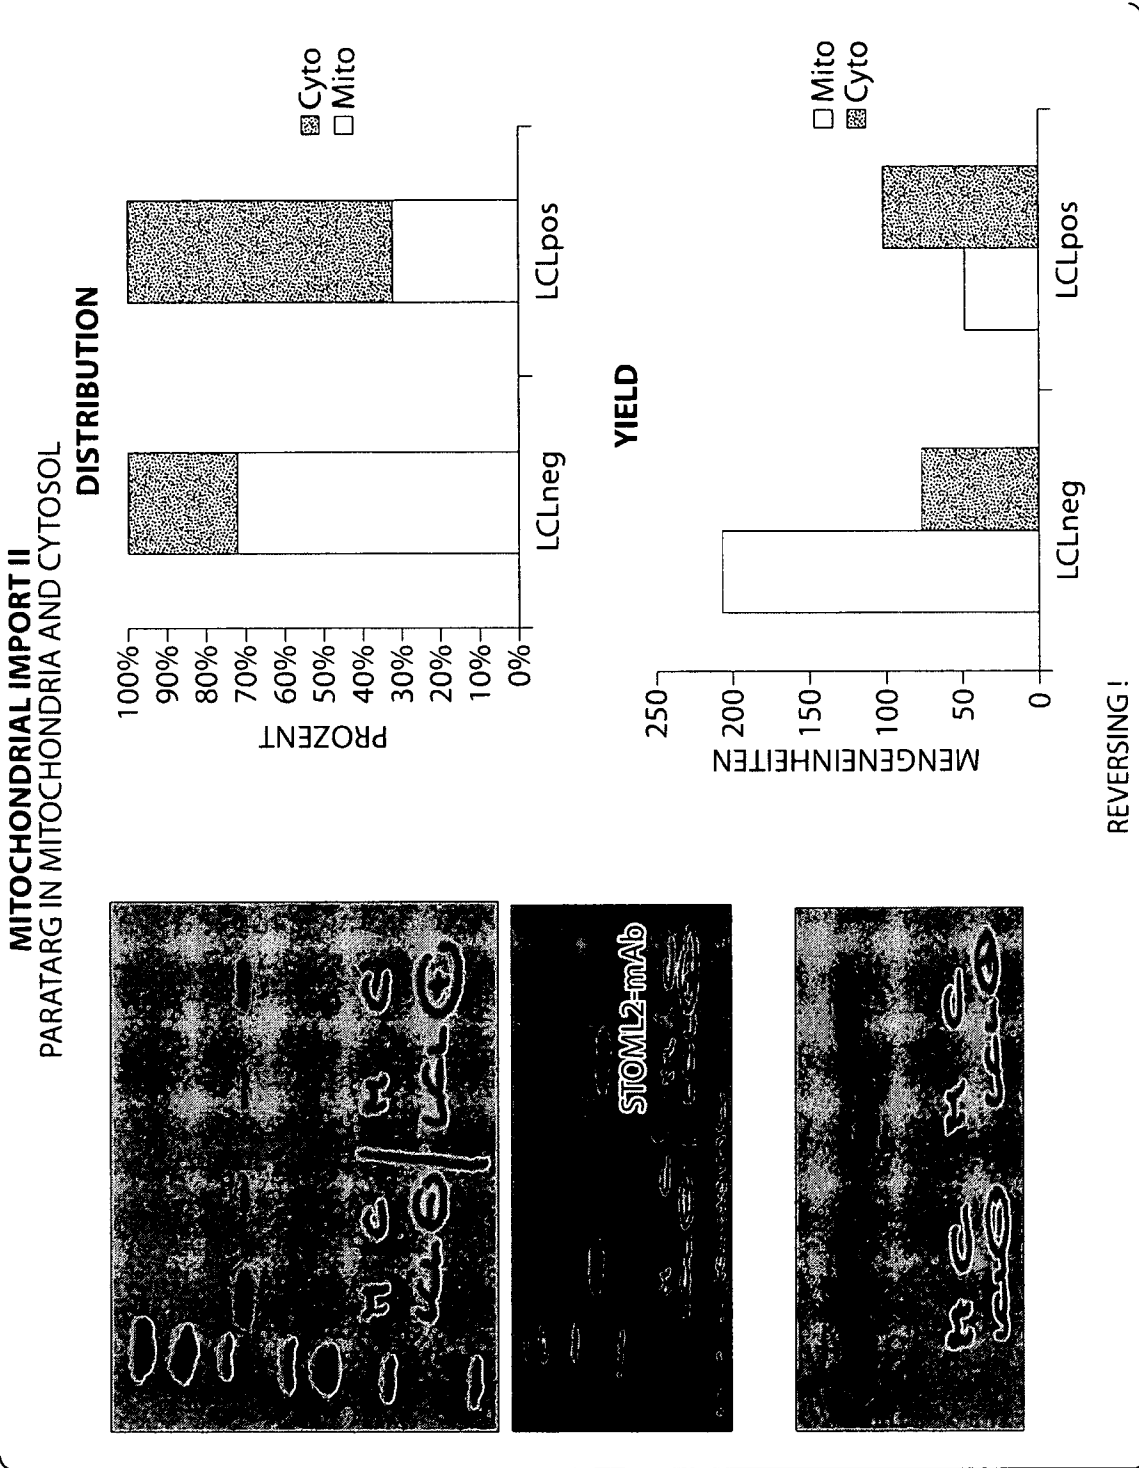 MITOCHONDRIAL IMPORT II
PARATARG IN MITOCHONDRIA AND CYTOSOL
M C M C
LCL⊖ / LCL⊕
STOML2-mAb
M C M C
DISTRIBUTION
PROZENT
100%
90%
80%
70%
60%
50%
40%
30%
20%
10%
0%
LCLneg
LCLpos
Cyto
Mito
YIELD
MENGENEINHEITEN
250
200
150
100
50
0
LCLneg
LCLpos
Mito
Cyto
REVERSING !